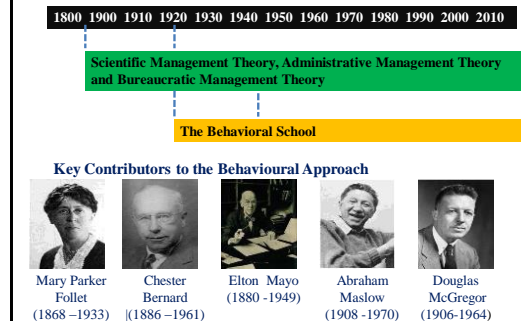 1800 1900 1910 1920 1930 1940 1950 1960 1970 1980 1990 2000 2010
Scientific Management Theory, Administrative Management Theory
and Bureaucratic Management Theory
The Behavioral School
Key Contributors to the Behavioural Approach
Mary Parker
Follet
(1868 –1933)
Chester
Bernard
|(1886 –1961)
Elton Mayo
(1880 -1949)
Abraham
Maslow
(1908 -1970)
Douglas
McGregor
(1906-1964)